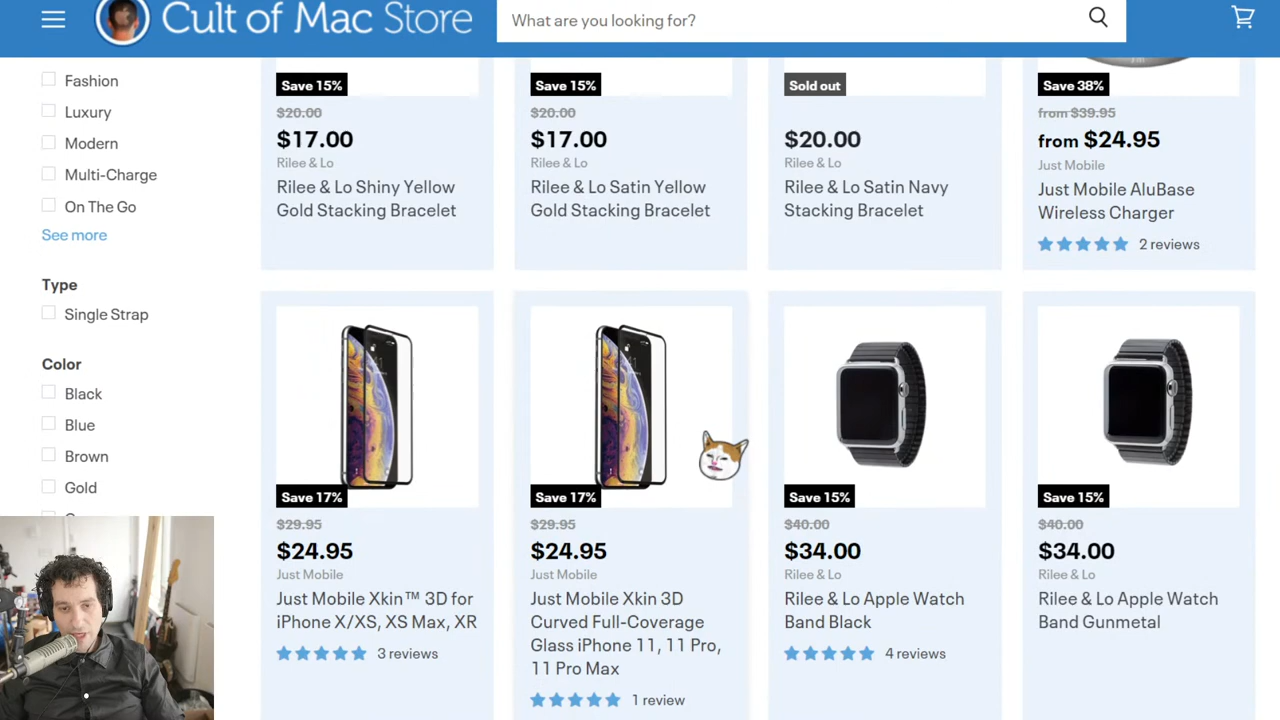 Cult of Mac Store
What are you looking for?
Fashion
Luxury
Modern
Multi-Charge
On The Go
See more
Type
Single Strap
Color
Black
Blue
Brown
Gold
Save 15%
$20.00
$17.00
Rilee & Lo
Rilee & Lo Shiny Yellow
Gold Stacking Bracelet
Save 15%
$20.00
$17.00
Rilee & Lo
Rilee & Lo Satin Yellow
Gold Stacking Bracelet
Sold out
$20.00
Rilee & Lo
Rilee & Lo Satin Navy
Stacking Bracelet
Save 38%
from $39.95
from $24.95
Just Mobile
Just Mobile AluBase
Wireless Charger
2 reviews
Save 17%
$29.95
$24.95
Just Mobile
Just Mobile Xkin™ 3D for
iPhone X/XS, XS Max, XR
3 reviews
Save 17%
$29.95
$24.95
Just Mobile
Just Mobile Xkin 3D
Curved Full-Coverage
Glass iPhone 11, 11 Pro,
11 Pro Max
1 review
Save 15%
$40.00
$34.00
Rilee & Lo
Rilee & Lo Apple Watch
Band Black
4 reviews
Save 15%
$40.00
$34.00
Rilee & Lo
Rilee & Lo Apple Watch
Band Gunmetal